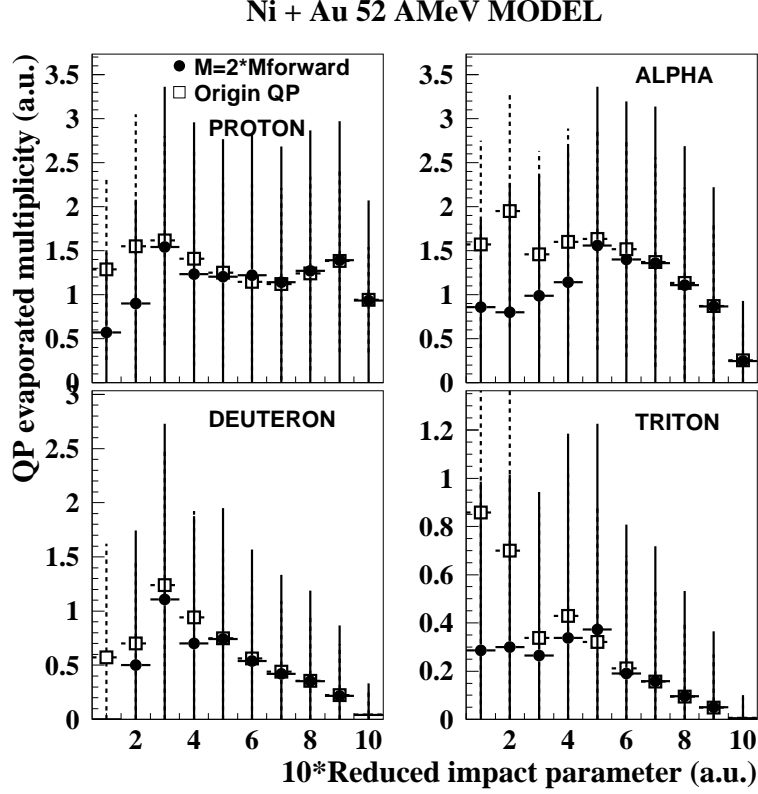 Ni + Au 52 AMeV MODEL
QP evaporated multiplicity (a.u.)
M=2*Mforward
Origin QP
PROTON
3.5
3
2.5
2
1.5
1
0.5
0
ALPHA
3.5
3
2.5
2
1.5
1
0.5
0
DEUTERON
3
2.5
2
1.5
1
0.5
0
2 4 6 8 10
TRITON
1.2
1
0.8
0.6
0.4
0.2
0
2 4 6 8 10
10*Reduced impact parameter (a.u.)